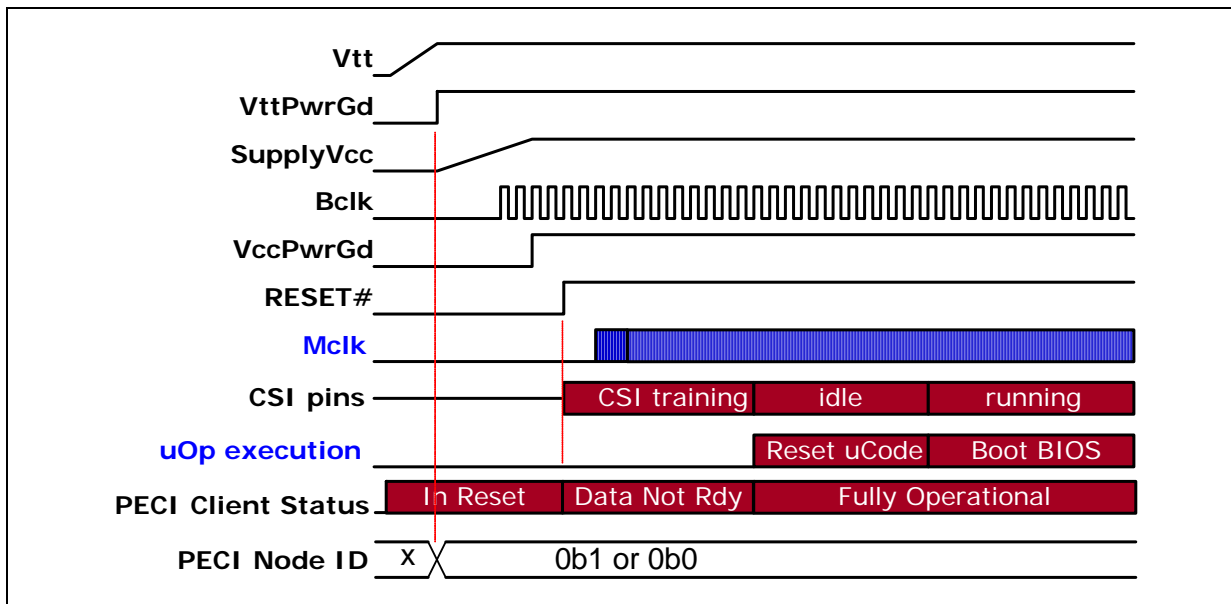 Vtt
VttPwrGd
SupplyVcc
Bclk
VccPwrGd
RESET#
Mclk
CSI pins CSI training idle running
uOp execution Reset uCode Boot BIOS
PECI Client Status In Reset Data Not Rdy Fully Operational
PECI Node ID x 0b1 or 0b0